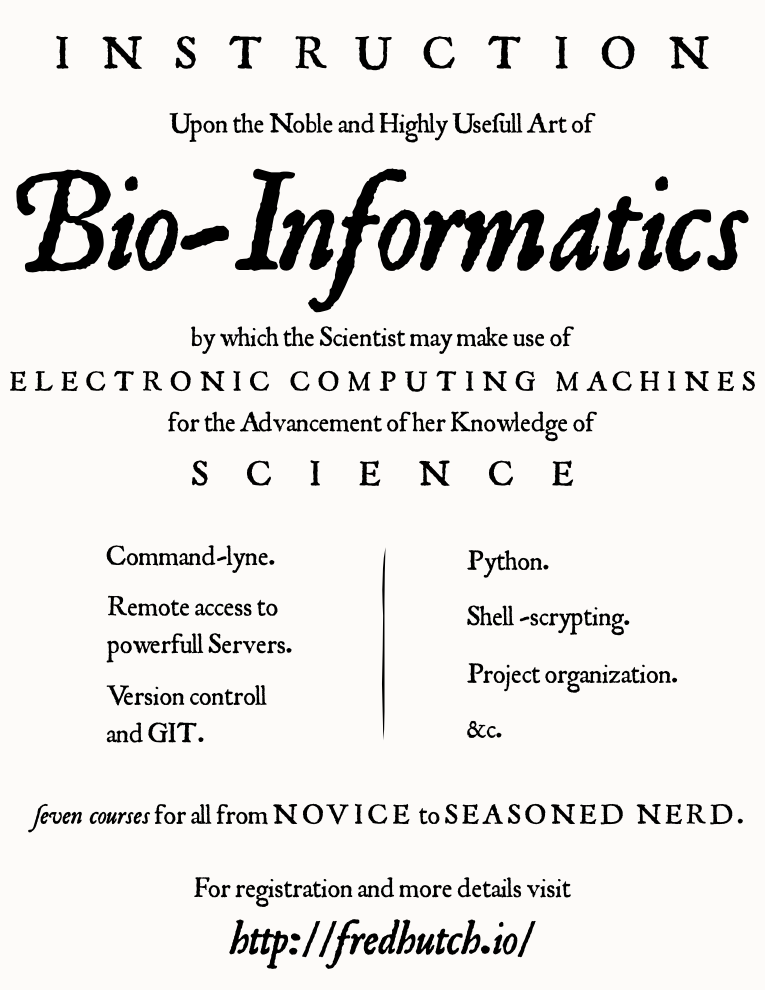 INSTRUCTION
Upon the Noble and Highly Uſefull Art of
Bio-Informatics
by which the Scientist may make use of
ELECTRONIC COMPUTING MACHINES
for the Advancement of her Knowledge of
SCIENCE
Command-lyne.
Remote access to
powerfull Servers.
Version controll
and GIT.
Python.
Shell -scrypting.
Project organization.
&c.
ſeven courses for all from NOVICE to SEASONED NERD.
For registration and more details visit
http://fredhutch.io/